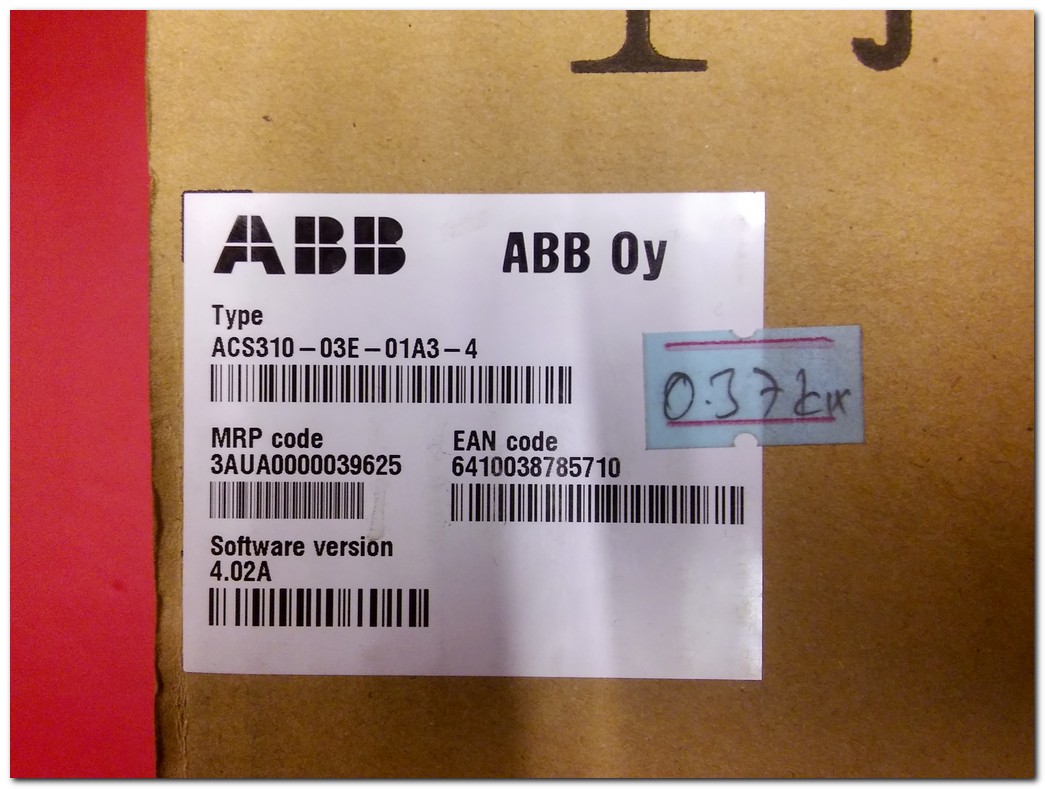 ABB
ABB Oy
Type
ACS310-03E-01A3-4
MRP code
3AUA0000039625
EAN code
6410038785710
Software version
4.02A
0.37kW